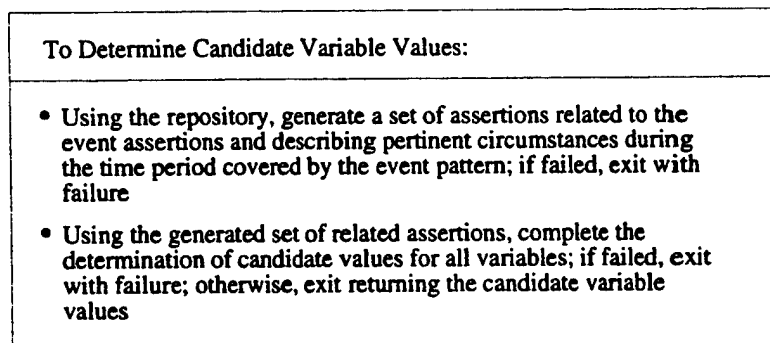 To Determine Candidate Variable Values:
• Using the repository, generate a set of assertions related to the
event assertions and describing pertinent circumstances during
the time period covered by the event pattern; if failed, exit with
failure
• Using the generated set of related assertions, complete the
determination of candidate values for all variables; if failed, exit
with failure; otherwise, exit returning the candidate variable
values